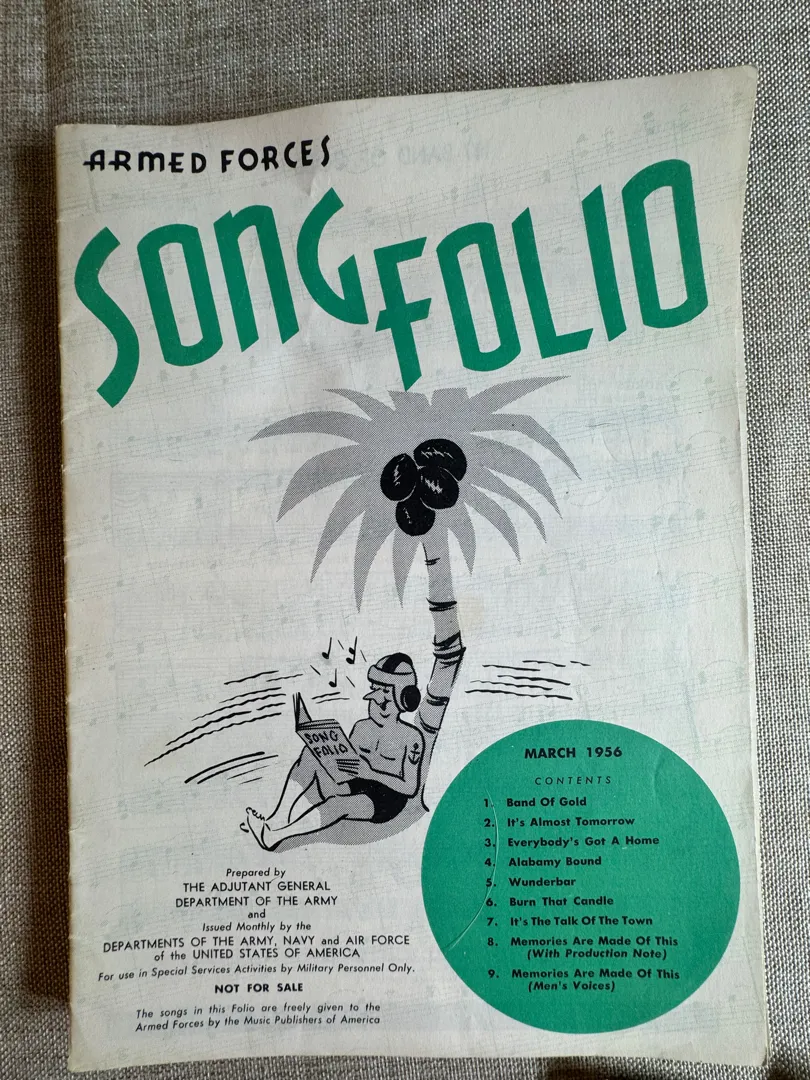 ARMED FORCES
SONG FOLIO
SONG
FOLIO
MARCH 1956
CONTENTS
1. Band Of Gold
2. It's Almost Tomorrow
3. Everybody's Got A Home
4. Alabamy Bound
5. Wunderbar
6. Burn That Candle
7. It's The Talk Of The Town
8. Memories Are Made Of This
(With Production Note)
9. Memories Are Made Of This
(Men's Voices)
Prepared by
THE ADJUTANT GENERAL
DEPARTMENT OF THE ARMY
and
Issued Monthly by the
DEPARTMENTS OF THE ARMY, NAVY and AIR FORCE
of the UNITED STATES OF AMERICA
For use in Special Services Activities by Military Personnel Only.
NOT FOR SALE
The songs in this Folio are freely given to the
Armed Forces by the Music Publishers of America